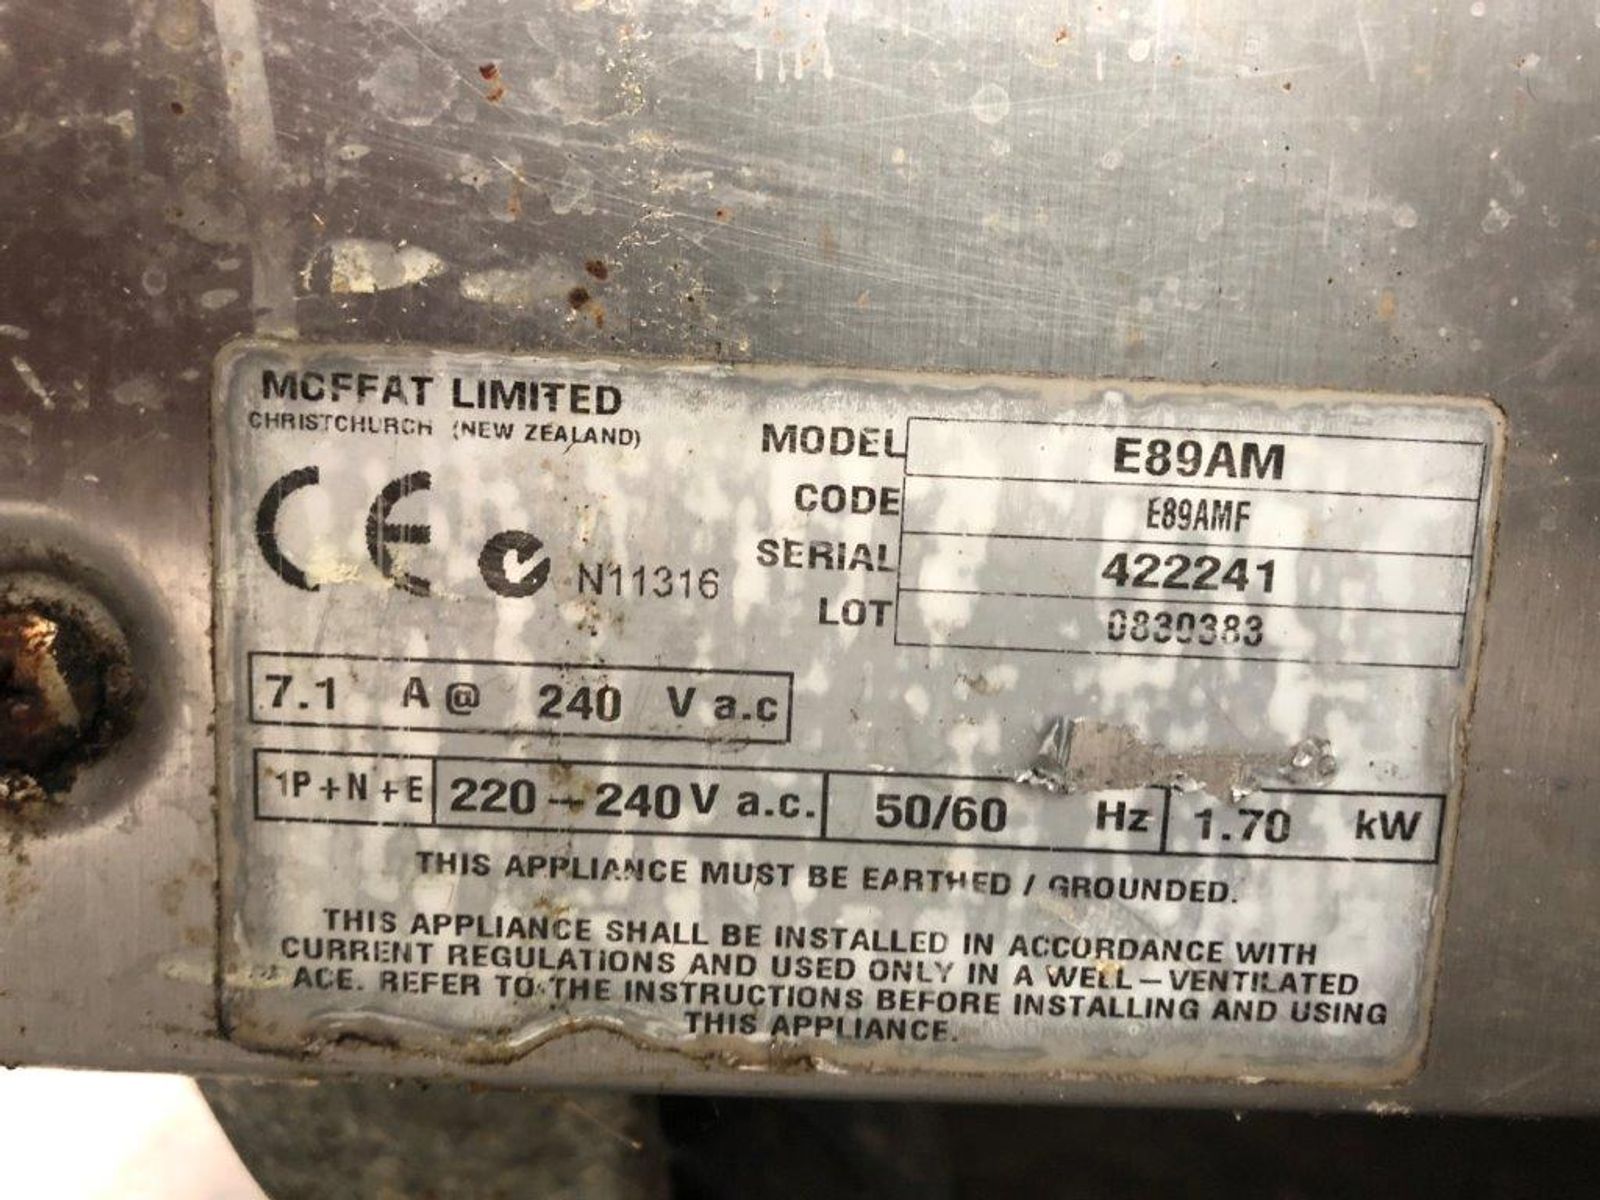 MOFFAT LIMITED
CHRISTCHURCH (NEW ZEALAND)
CE N11316
MODEL E89AM
CODE E89AMF
SERIAL 422241
LOT 0830383
7.1 A @ 240 V a.c
1P+N+E 220 – 240 V a.c. 50/60 Hz 1.70 kW
THIS APPLIANCE MUST BE EARTHED / GROUNDED.
THIS APPLIANCE SHALL BE INSTALLED IN ACCORDANCE WITH
CURRENT REGULATIONS AND USED ONLY IN A WELL – VENTILATED
ACE. REFER TO THE INSTRUCTIONS BEFORE INSTALLING AND USING
THIS APPLIANCE.